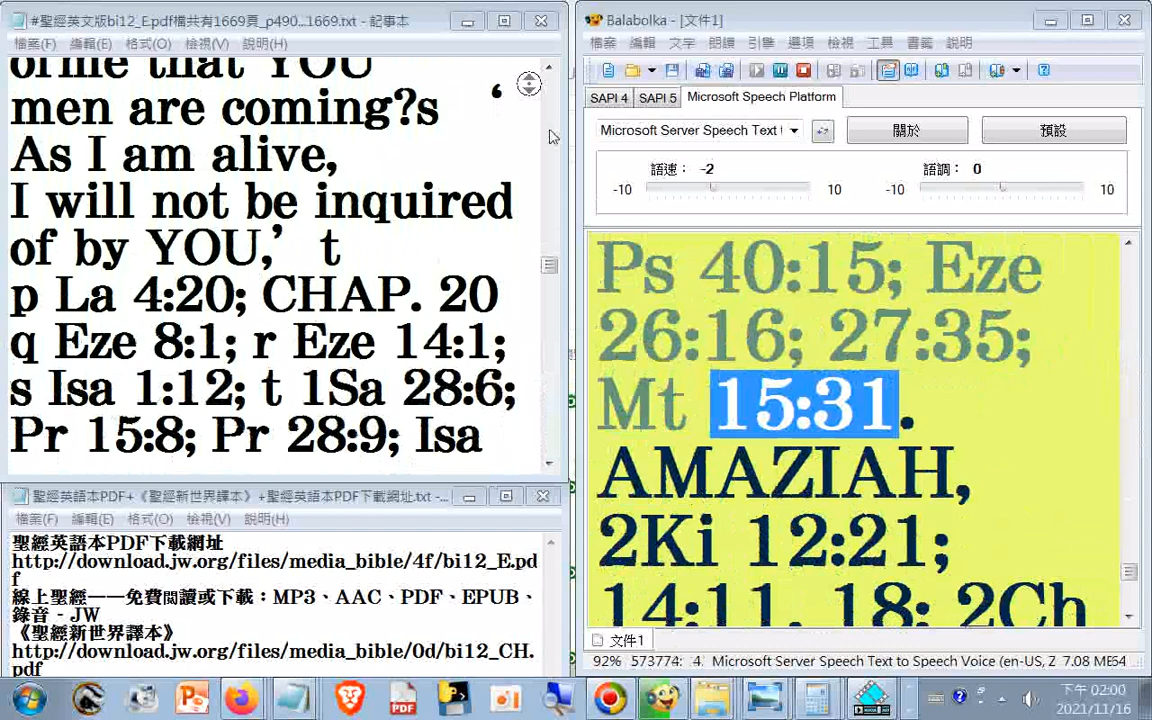 #聖經英文版bi12_E.pdf檔共有1669頁_p490...1669.txt - 記事本
檔案(F) 編輯(E) 格式(O) 檢視(V) 說明(H)
of me that YOU
men are coming?s ‘
As I am alive,
I will not be inquired
of by YOU,’ t
p La 4:20; CHAP. 20
q Eze 8:1; r Eze 14:1;
s Isa 1:12; t 1Sa 28:6;
Pr 15:8; Pr 28:9; Isa
聖經英語本PDF+《聖經新世界譯本》+聖經英語本PDF下載網址.txt - ...
檔案(F) 編輯(E) 格式(O) 檢視(V) 說明(H)
聖經英語本PDF下載網址
http://download.jw.org/files/media_bible/4f/bi12_E.pd
f
線上聖經──免費閱讀或下載：MP3、AAC、PDF、EPUB、
錄音 - JW
《聖經新世界譯本》
http://download.jw.org/files/media_bible/0d/bi12_CH.
pdf
Balabolka - [文件1]
檔案 編輯 文字 朗讀 引擎 選項 檢視 工具 書籤 說明
SAPI 4 SAPI 5 Microsoft Speech Platform
Microsoft Server Speech Text 關於 預設
語速： -2 語調： 0
-10 10 -10 10
Ps 40:15; Eze
26:16; 27:35;
Mt 15:31.
AMAZIAH,
2Ki 12:21;
14:11, 18; 2Ch
文件1
92% 573774: 4. Microsoft Server Speech Text to Speech Voice (en-US, Z 7.08 ME54
PDF
下午 02:00
2021/11/16